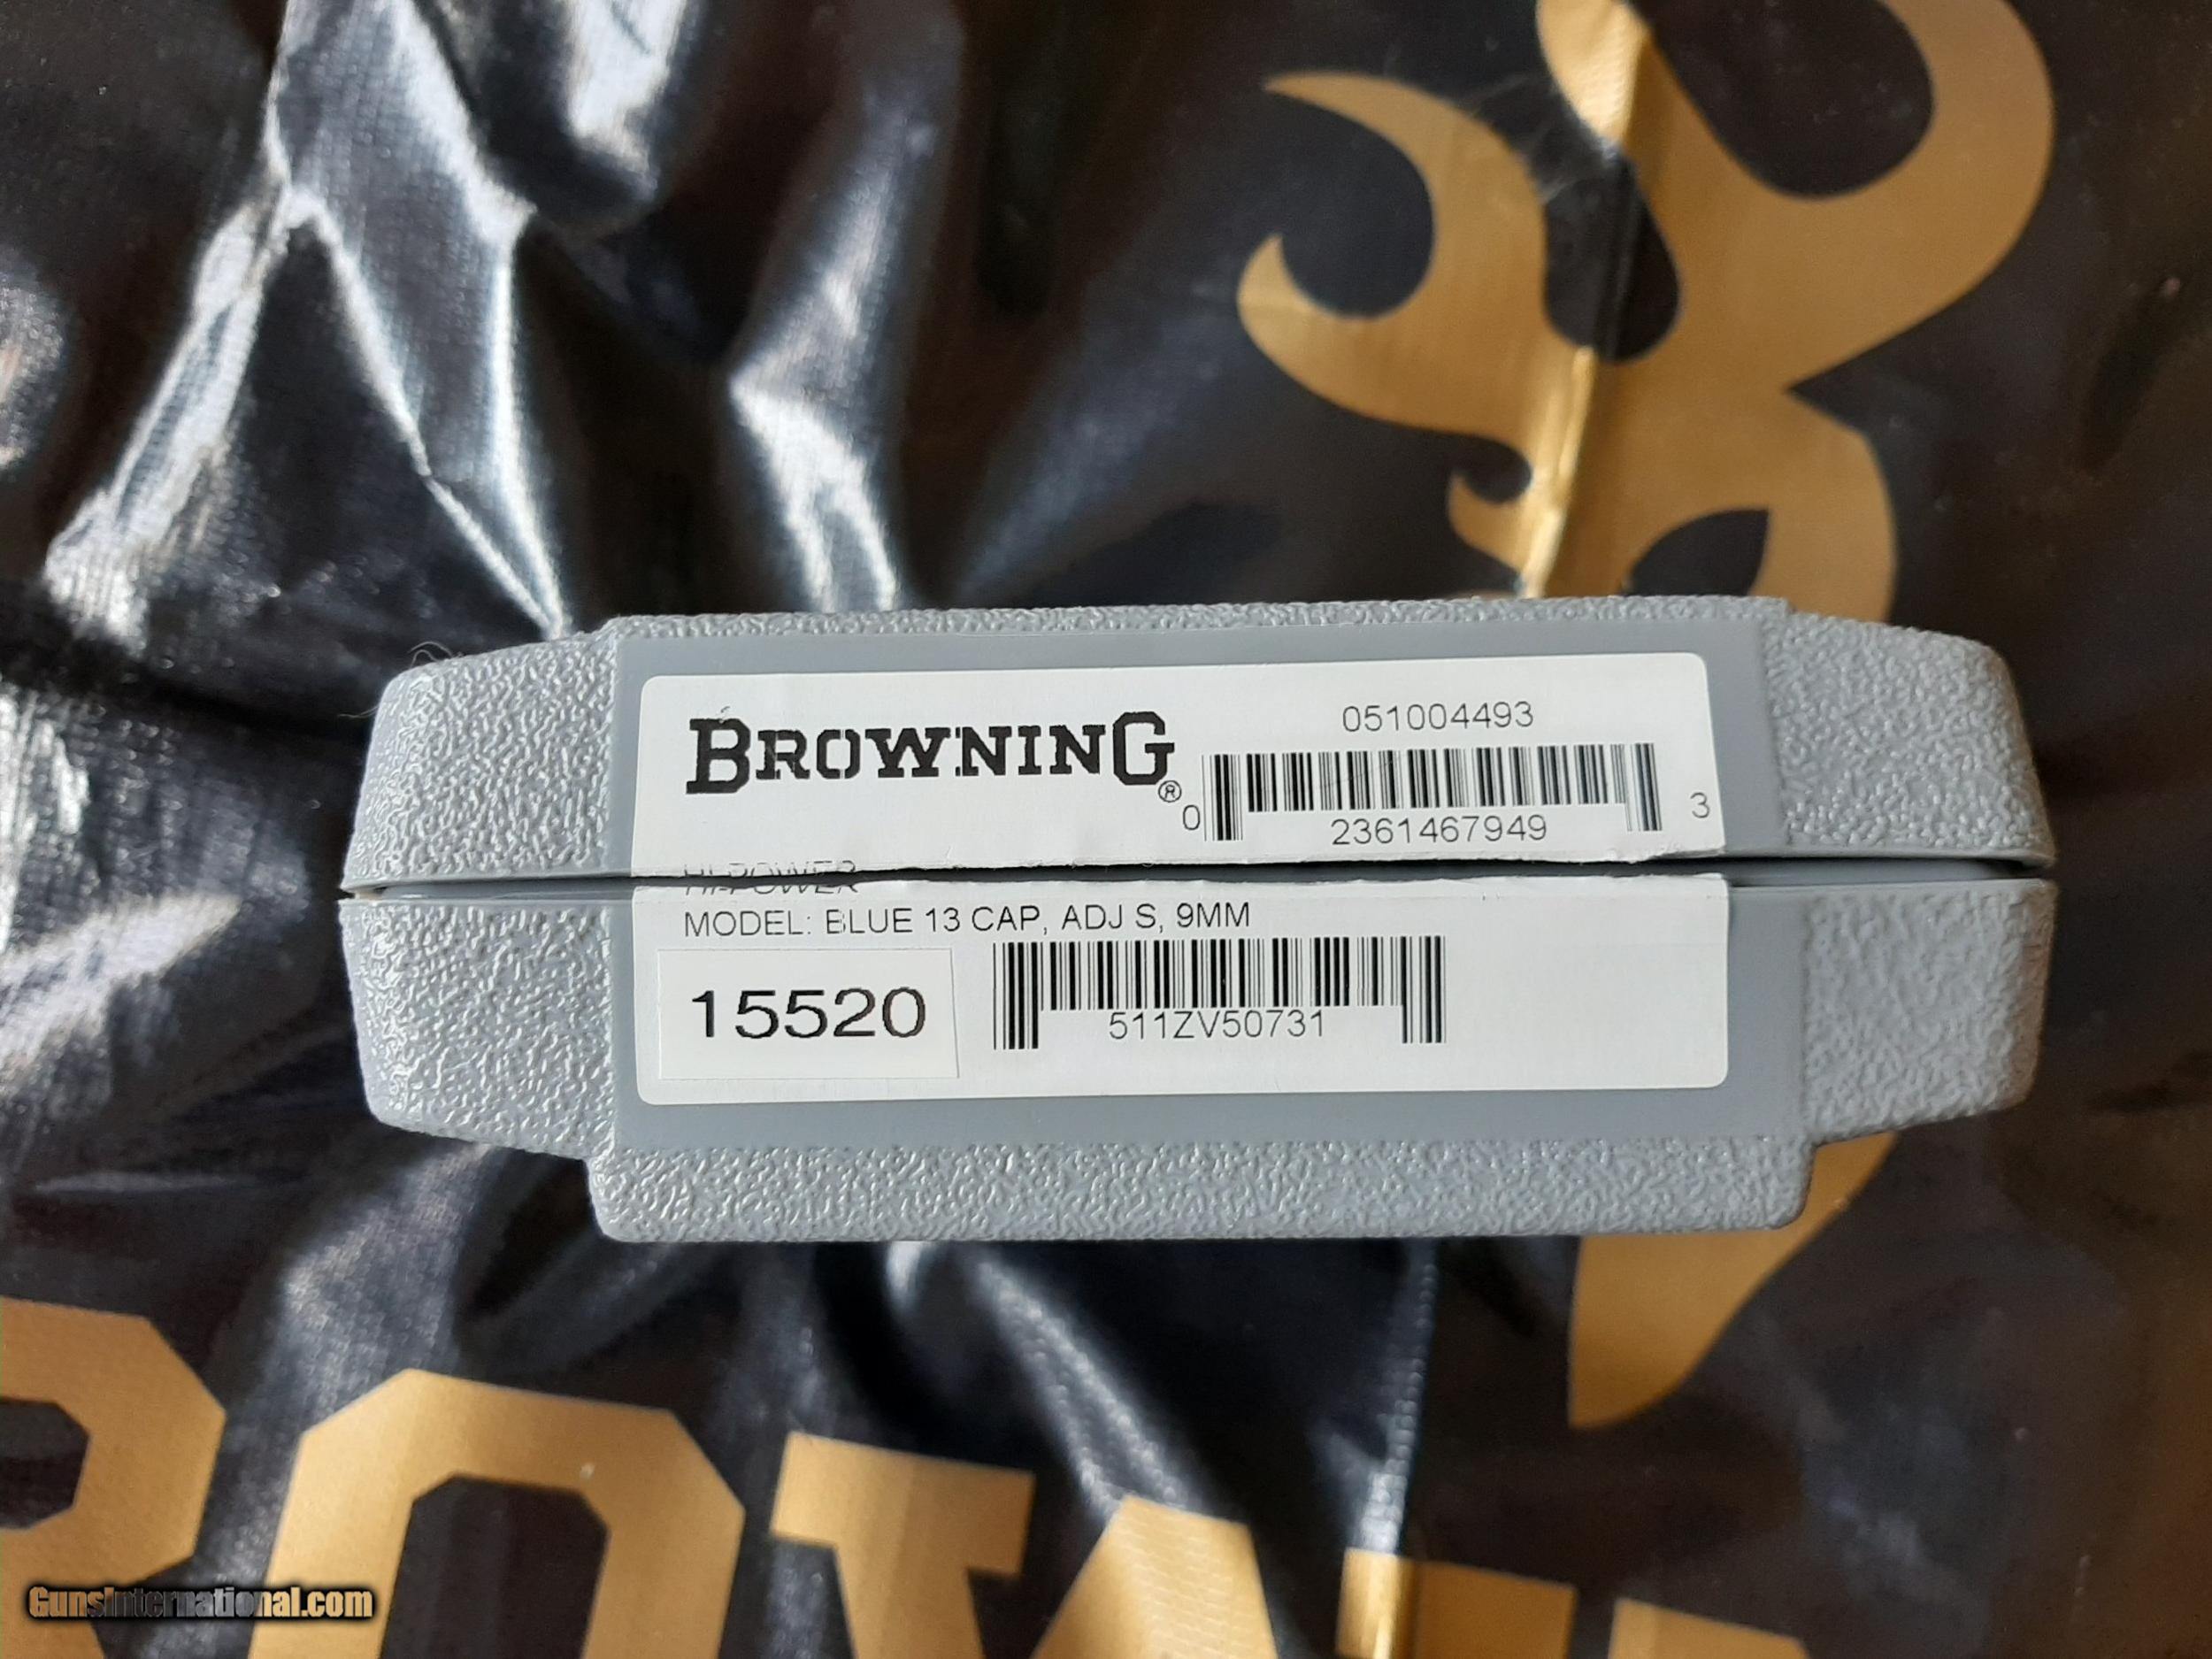 BROWNING®
051004493
0 2361467949 3
HI-POWER
MODEL: BLUE 13 CAP, ADJ S, 9MM
15520
511ZV50731
GunsInternational.com